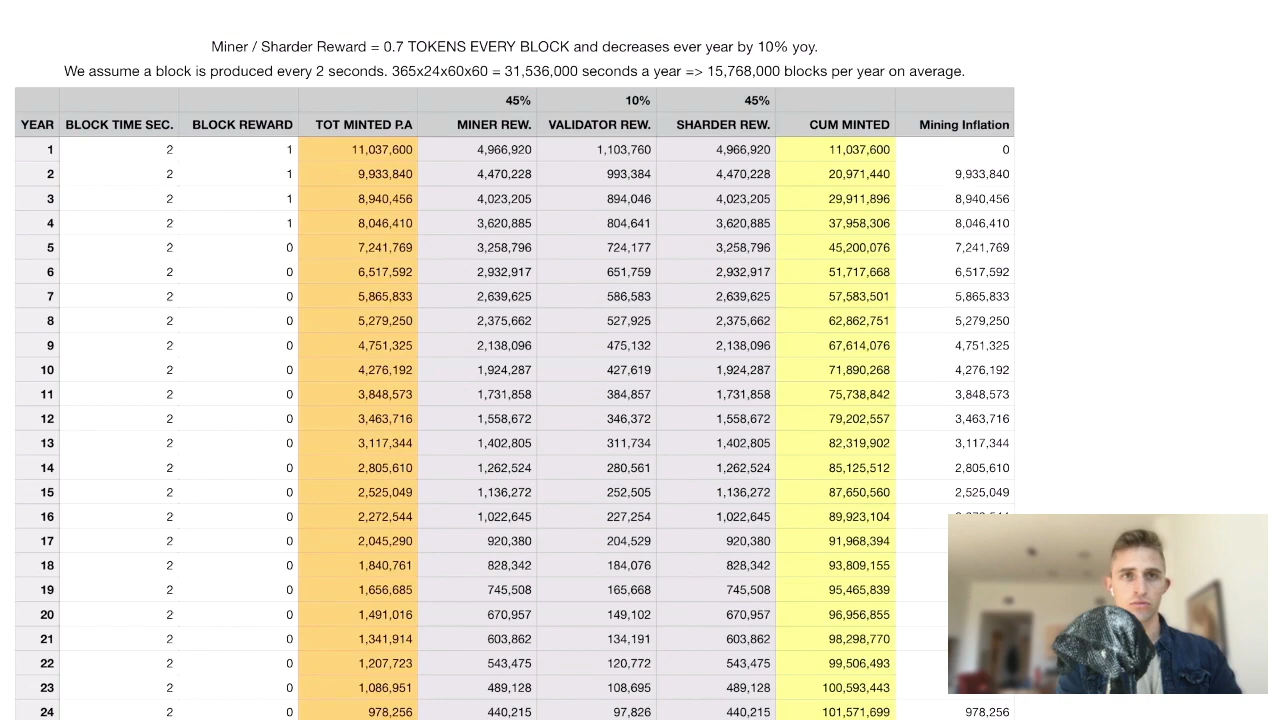 Miner / Sharder Reward = 0.7 TOKENS EVERY BLOCK and decreases ever year by 10% yoy.
We assume a block is produced every 2 seconds. 365x24x60x60 = 31,536,000 seconds a year => 15,768,000 blocks per year on average.
45% 10% 45%
YEAR BLOCK TIME SEC. BLOCK REWARD TOT MINTED P.A MINER REW. VALIDATOR REW. SHARDER REW. CUM MINTED Mining Inflation
1 2 1 11,037,600 4,966,920 1,103,760 4,966,920 11,037,600 0
2 2 1 9,933,840 4,470,228 993,384 4,470,228 20,971,440 9,933,840
3 2 1 8,940,456 4,023,205 894,046 4,023,205 29,911,896 8,940,456
4 2 1 8,046,410 3,620,885 804,641 3,620,885 37,958,306 8,046,410
5 2 0 7,241,769 3,258,796 724,177 3,258,796 45,200,076 7,241,769
6 2 0 6,517,592 2,932,917 651,759 2,932,917 51,717,668 6,517,592
7 2 0 5,865,833 2,639,625 586,583 2,639,625 57,583,501 5,865,833
8 2 0 5,279,250 2,375,662 527,925 2,375,662 62,862,751 5,279,250
9 2 0 4,751,325 2,138,096 475,132 2,138,096 67,614,076 4,751,325
10 2 0 4,276,192 1,924,287 427,619 1,924,287 71,890,268 4,276,192
11 2 0 3,848,573 1,731,858 384,857 1,731,858 75,738,842 3,848,573
12 2 0 3,463,716 1,558,672 346,372 1,558,672 79,202,557 3,463,716
13 2 0 3,117,344 1,402,805 311,734 1,402,805 82,319,902 3,117,344
14 2 0 2,805,610 1,262,524 280,561 1,262,524 85,125,512 2,805,610
15 2 0 2,525,049 1,136,272 252,505 1,136,272 87,650,560 2,525,049
16 2 0 2,272,544 1,022,645 227,254 1,022,645 89,923,104
17 2 0 2,045,290 920,380 204,529 920,380 91,968,394
18 2 0 1,840,761 828,342 184,076 828,342 93,809,155
19 2 0 1,656,685 745,508 165,668 745,508 95,465,839
20 2 0 1,491,016 670,957 149,102 670,957 96,956,855
21 2 0 1,341,914 603,862 134,191 603,862 98,298,770
22 2 0 1,207,723 543,475 120,772 543,475 99,506,493
23 2 0 1,086,951 489,128 108,695 489,128 100,593,443
24 2 0 978,256 440,215 97,826 440,215 101,571,699 978,256